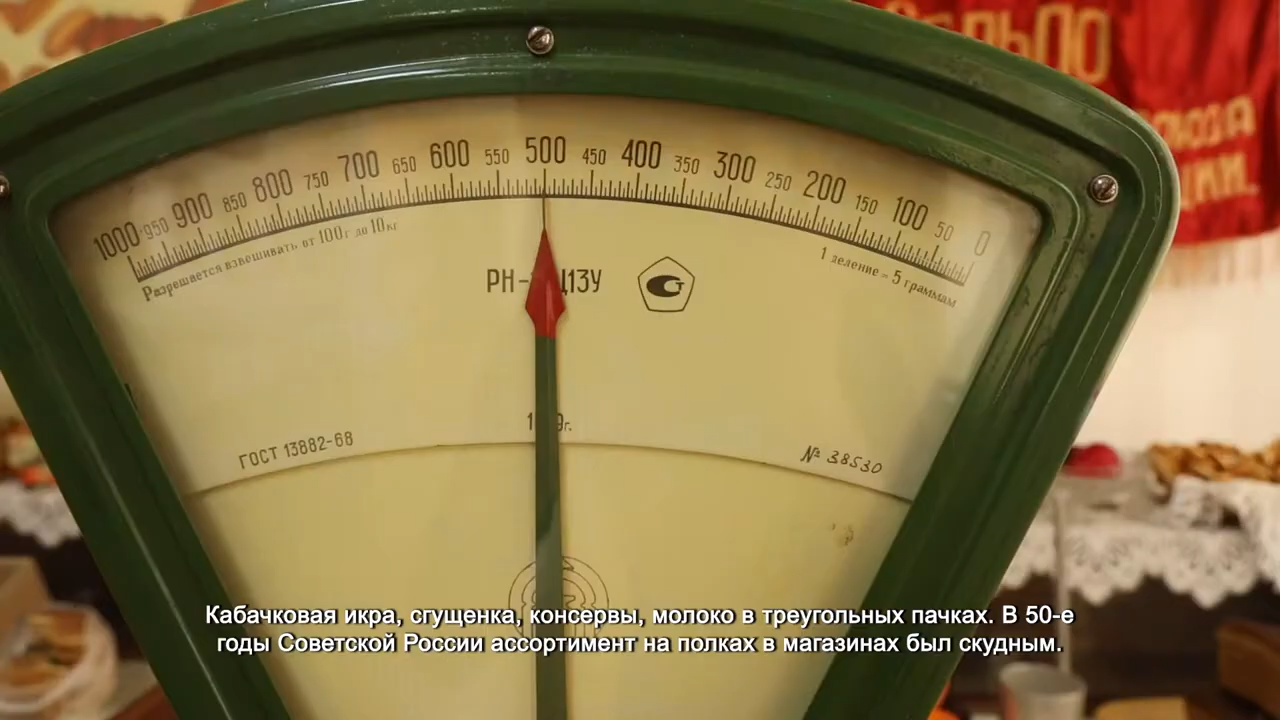 1000 950 900 850 800 750 700 650 600 550 500 450 400 350 300 250 200 150 100 50 0
Разрешается взвешивать от 100г до 10кг
1 деление = 5 граммам
РН- Ц13У
ГОСТ 13882-68
№ 38530
Кабачковая икра, сгущенка, консервы, молоко в треугольных пачках. В 50-е
годы Советской России ассортимент на полках в магазинах был скудным.